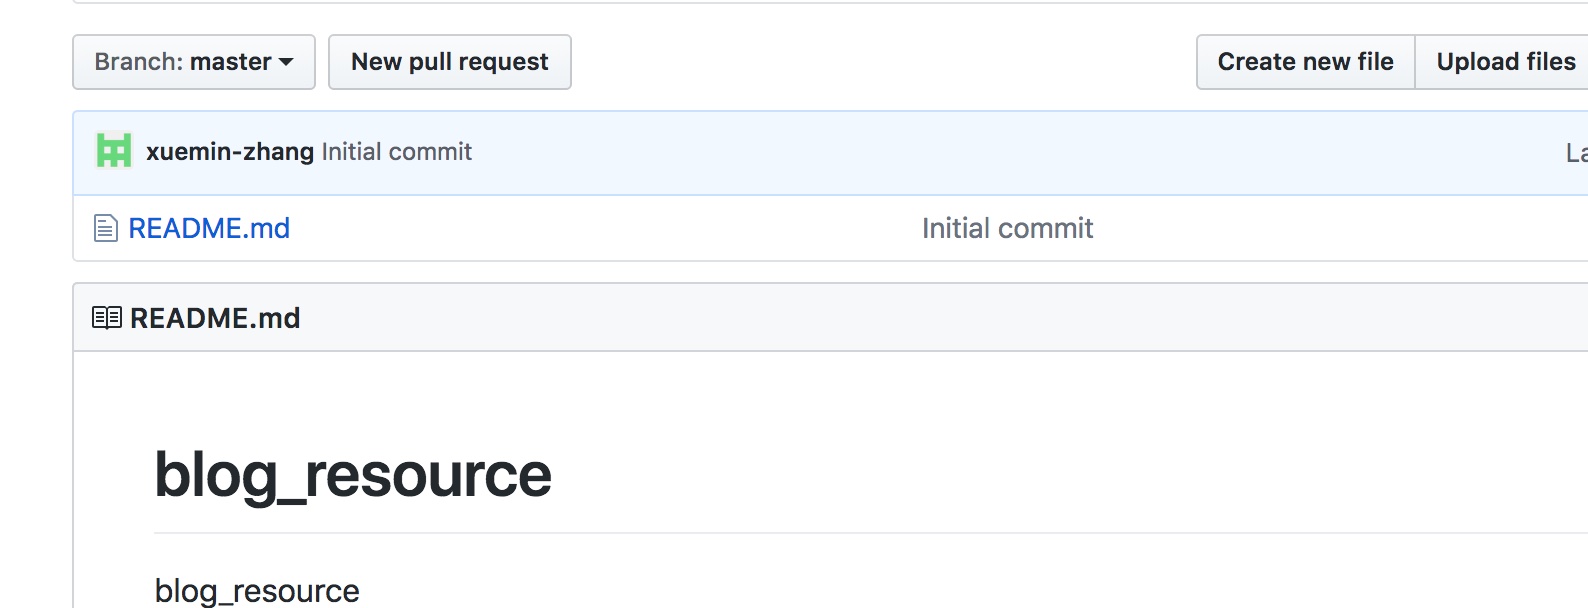 Branch: master New pull request Create new file Upload files
xuemin-zhang Initial commit La
README.md Initial commit
README.md
blog_resource
blog_resource